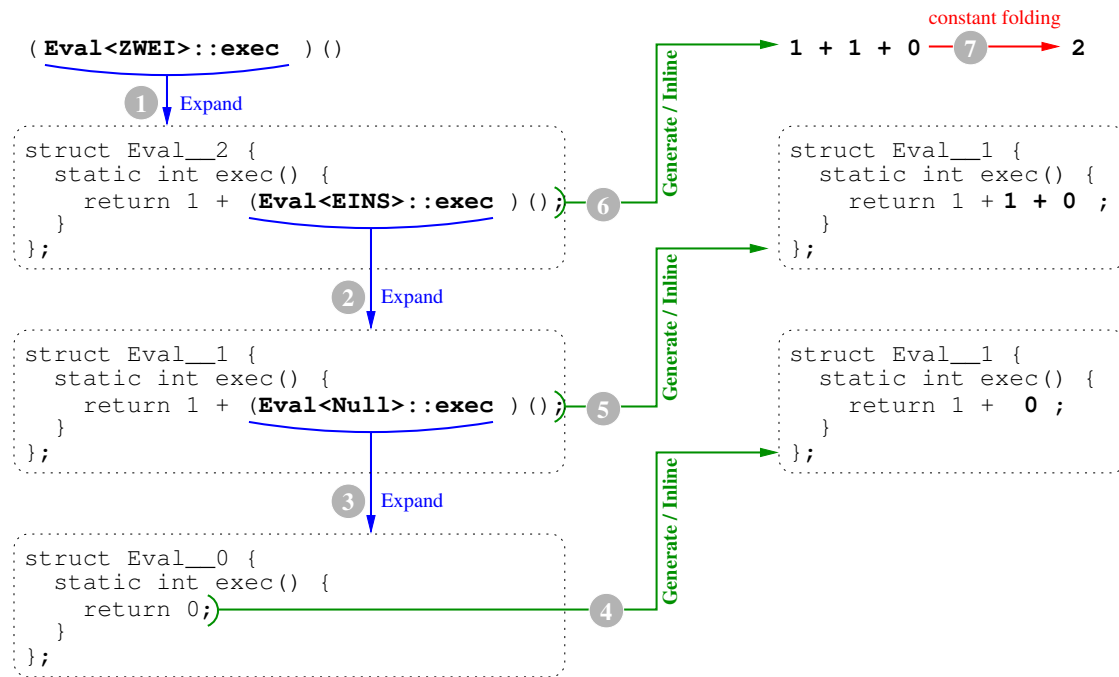 constant folding
(Eval<ZWEI>::exec )()
1 + 1 + 0 7 2
1 Expand
Generate / Inline
struct Eval__2 {
static int exec() {
return 1 + (Eval<EINS>::exec )();
}
};
6
struct Eval__1 {
static int exec() {
return 1 + 1 + 0 ;
}
};
2 Expand
Generate / Inline
struct Eval__1 {
static int exec() {
return 1 + (Eval<Null>::exec )();
}
};
5
struct Eval__1 {
static int exec() {
return 1 + 0 ;
}
};
3 Expand
Generate / Inline
struct Eval__0 {
static int exec() {
return 0;
}
};
4